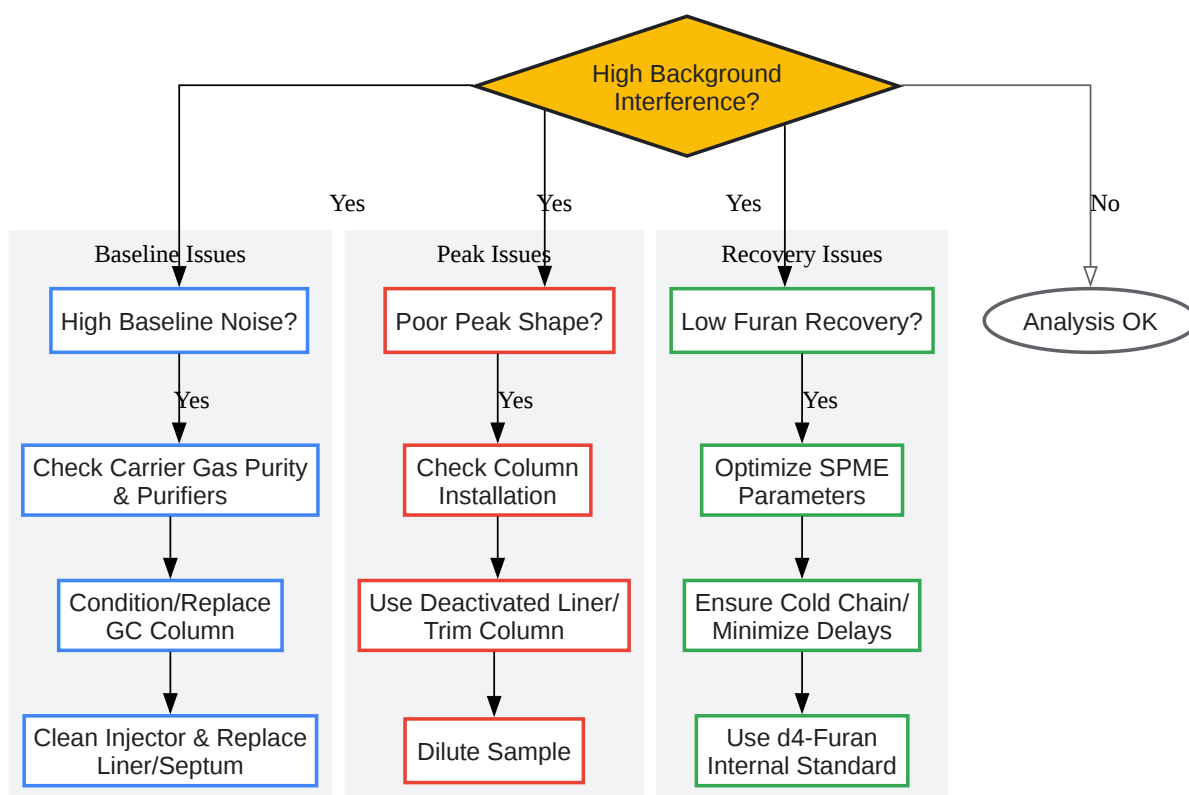 High Background
Interference?
Yes
Yes
Yes
No
Baseline Issues
Peak Issues
Recovery Issues
High Baseline Noise?
Poor Peak Shape?
Low Furan Recovery?
Analysis OK
Yes
Yes
Yes
Check Carrier Gas Purity
& Purifiers
Check Column
Installation
Optimize SPME
Parameters
Condition/Replace
GC Column
Use Deactivated Liner/
Trim Column
Ensure Cold Chain/
Minimize Delays
Clean Injector & Replace
Liner/Septum
Dilute Sample
Use d4-Furan
Internal Standard